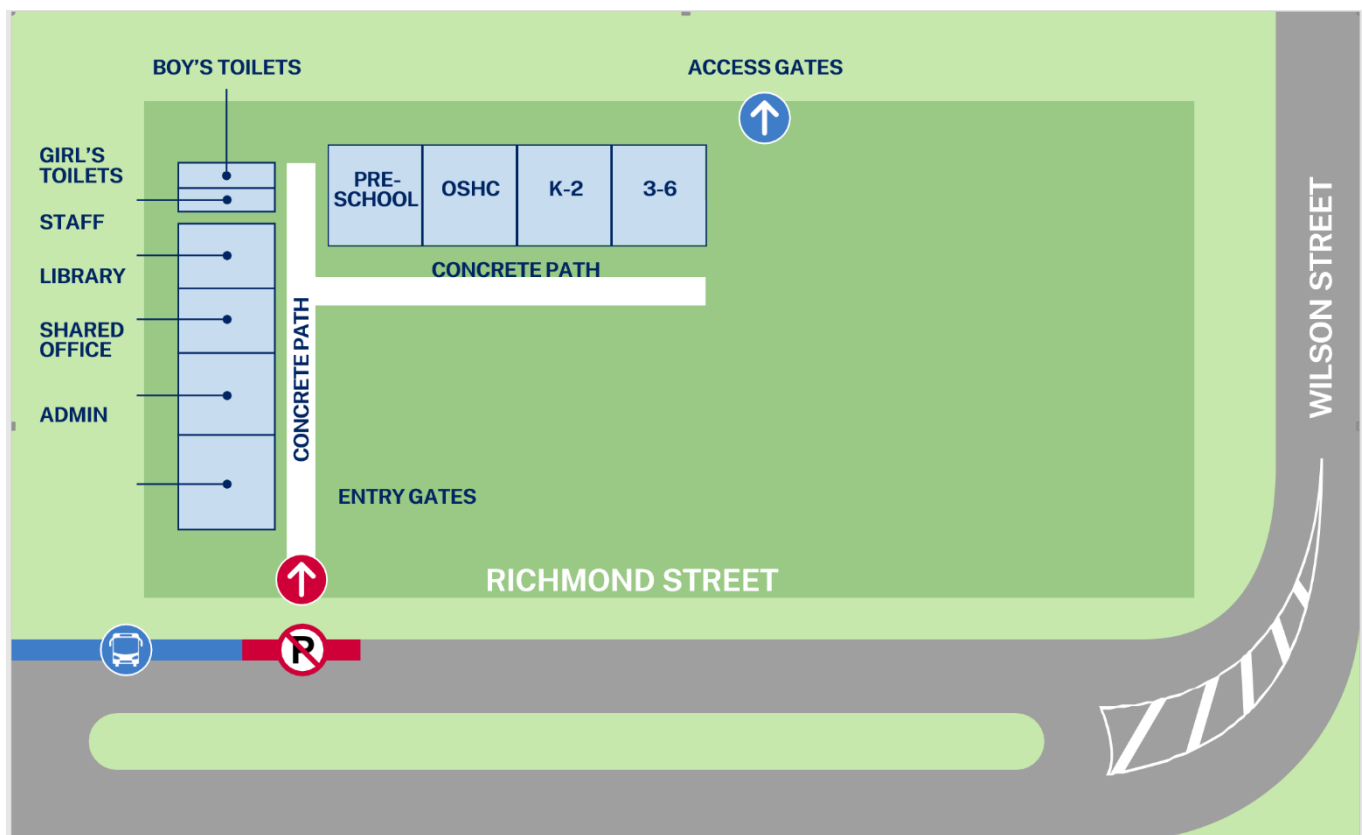 BOY'S TOILETS
ACCESS GATES
GIRL'S
TOILETS
PRE-
SCHOOL
OSHC
K-2
3-6
STAFF
LIBRARY
CONCRETE PATH
SHARED
OFFICE
CONCRETE PATH
WILSON STREET
ADMIN
ENTRY GATES
RICHMOND STREET
P